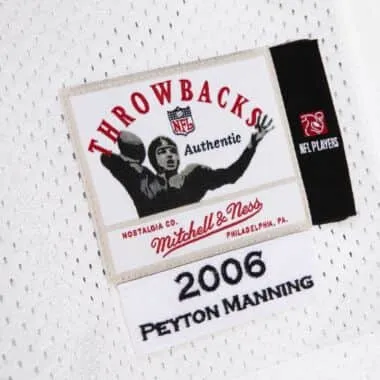 THROWBACKS
NFL
Authentic
NFL PLAYERS
NOSTALGIA CO.
Mitchell & Ness
PHILADELPHIA, PA.
2006
PEYTON MANNING